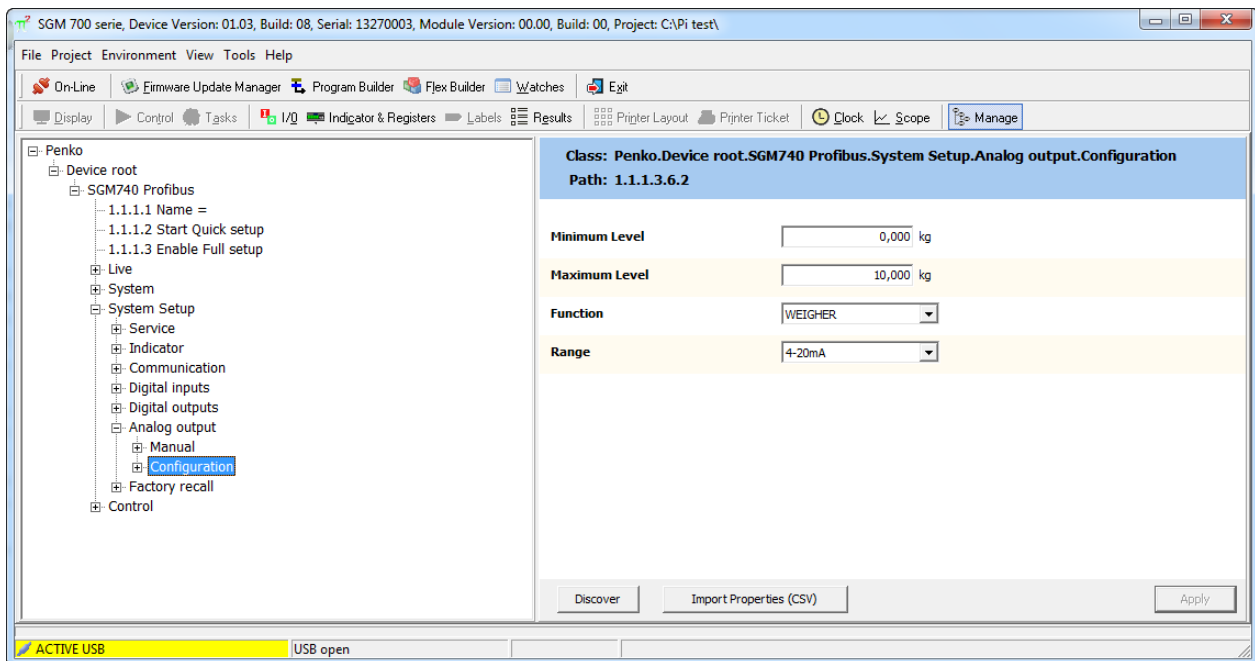 SGM 700 serie, Device Version: 01.03, Build: 08, Serial: 13270003, Module Version: 00.00, Build: 00, Project: C:\Pi test\
File Project Environment View Tools Help
On-Line Firmware Update Manager Program Builder Flex Builder Watches Exit
Display Control Tasks I/O Indicator & Registers Labels Results Printer Layout Printer Ticket Clock Scope Manage
Penko
Device root
SGM740 Profibus
1.1.1.1 Name =
1.1.1.2 Start Quick setup
1.1.1.3 Enable Full setup
Live
System
System Setup
Service
Indicator
Communication
Digital inputs
Digital outputs
Analog output
Manual
Configuration
Factory recall
Control
Class: Penko.Device root.SGM740 Profibus.System Setup.Analog output.Configuration
Path: 1.1.1.3.6.2
Minimum Level 0,000 kg
Maximum Level 10,000 kg
Function WEIGHER
Range 4-20mA
Discover Import Properties (CSV) Apply
ACTIVE USB USB open